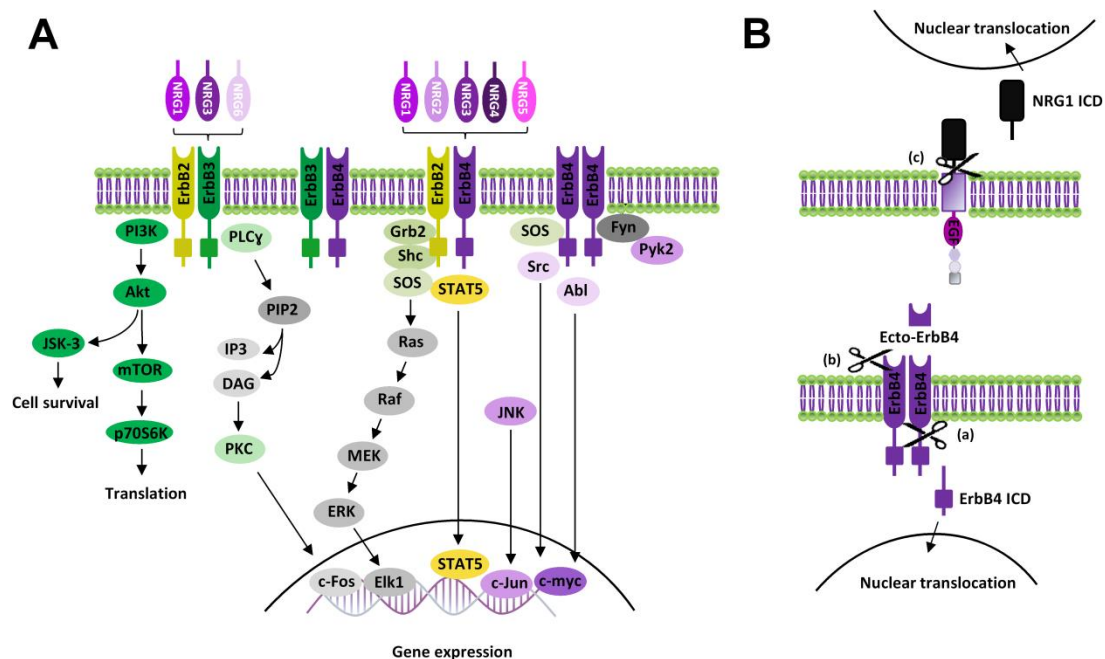 A
NRG1
NRG3
NRG6
NRG1
NRG2
NRG3
NRG4
NRG5
ErbB2
ErbB3
ErbB3
ErbB4
ErbB2
ErbB4
ErbB4
ErbB4
PI3K
PLCɣ
Grb2
SOS
Fyn
Shc
Pyk2
Src
Akt
SOS
STAT5
Abl
PIP2
JSK-3
IP3
Ras
mTOR
DAG
Cell survival
Raf
JNK
p70S6K
PKC
MEK
Translation
ERK
STAT5
c-Fos
Elk1
c-Jun
c-myc
Gene expression
B
Nuclear translocation
NRG1 ICD
(c)
EGF
Ecto-ErbB4
(b)
ErbB4
ErbB4
(a)
ErbB4 ICD
Nuclear translocation